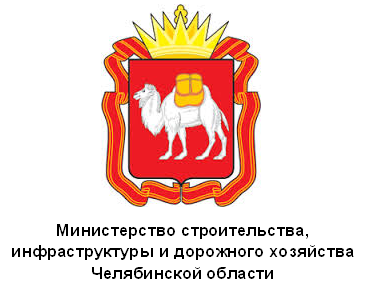 Министерство строительства,
инфраструктуры и дорожного хозяйства
Челябинской области